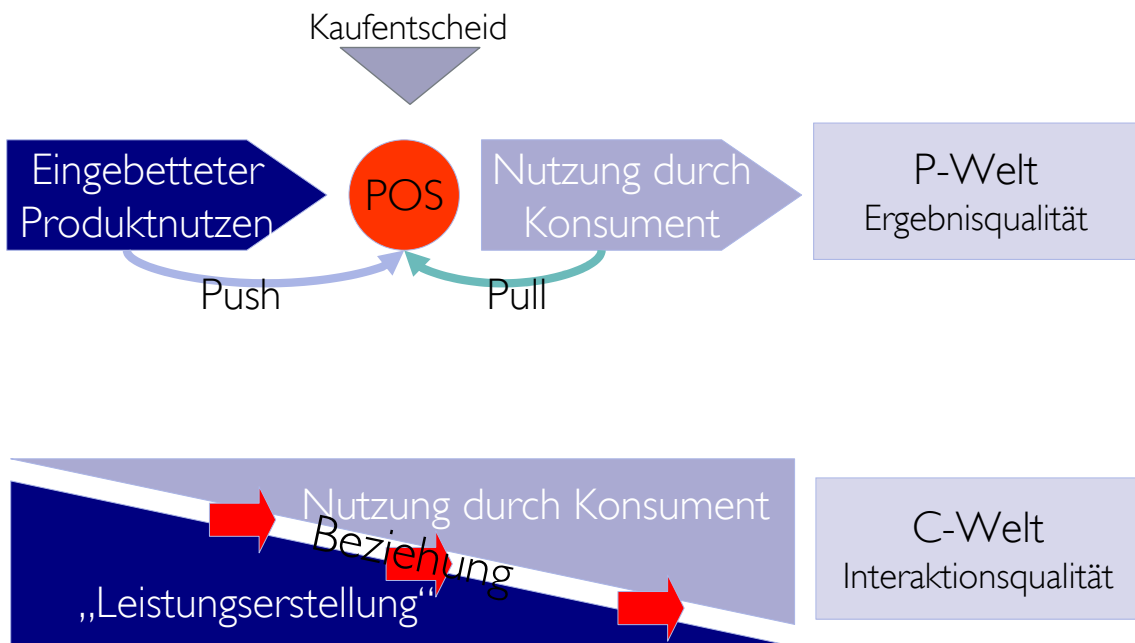 Kaufentscheid
Eingebetteter
Produktnutzen
POS
Nutzung durch
Konsument
P-Welt
Ergebnisqualität
Push
Pull
Nutzung durch Konsument
Beziehung
„Leistungserstellung“
C-Welt
Interaktionsqualität